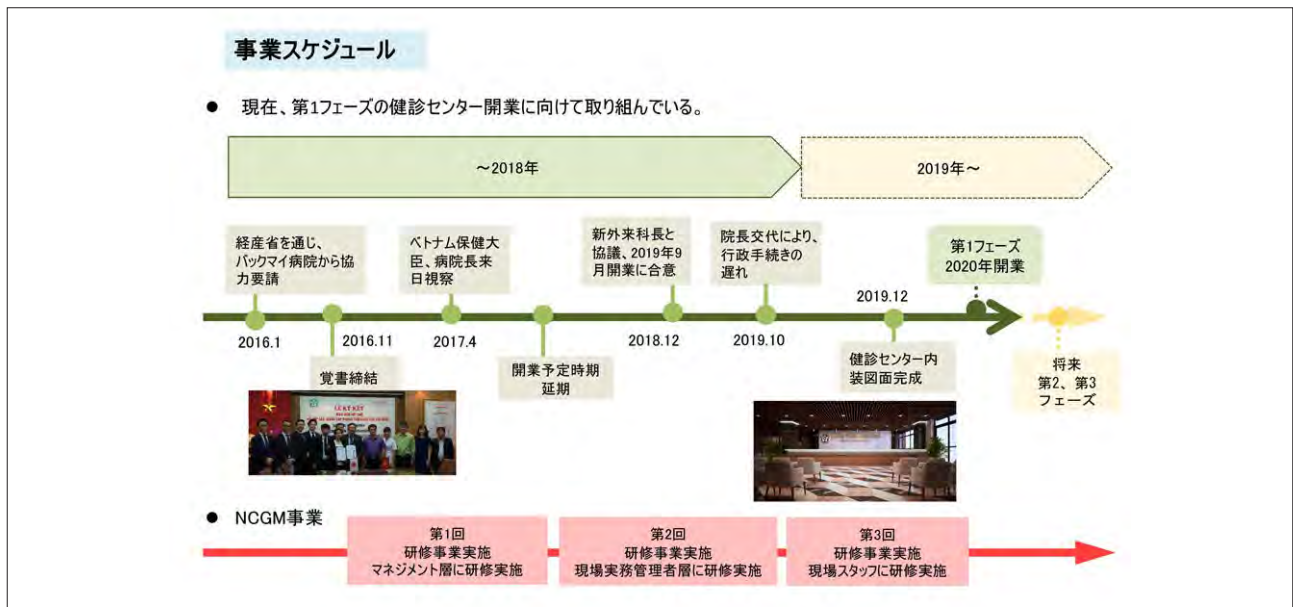 事業スケジュール
● 現在、第1フェーズの健診センター開業に向けて取り組んでいる。
～2018年
2019年～
経産省を通じ、
バックマイ病院から協
力要請
ベトナム保健大
臣、病院長来
日視察
新外来科長と
協議、2019年9
月開業に合意
院長交代により、
行政手続きの
遅れ
第1フェーズ
2020年開業
2016.1
2016.11
2017.4
2018.12
2019.10
2019.12
覚書締結
開業予定時期
延期
健診センター内
装図面完成
将来
第2、第3
フェーズ
LỄ KÝ KẾT
● NCGM事業
第1回
研修事業実施
マネジメント層に研修実施
第2回
研修事業実施
現場実務管理者層に研修実施
第3回
研修事業実施
現場スタッフに研修実施